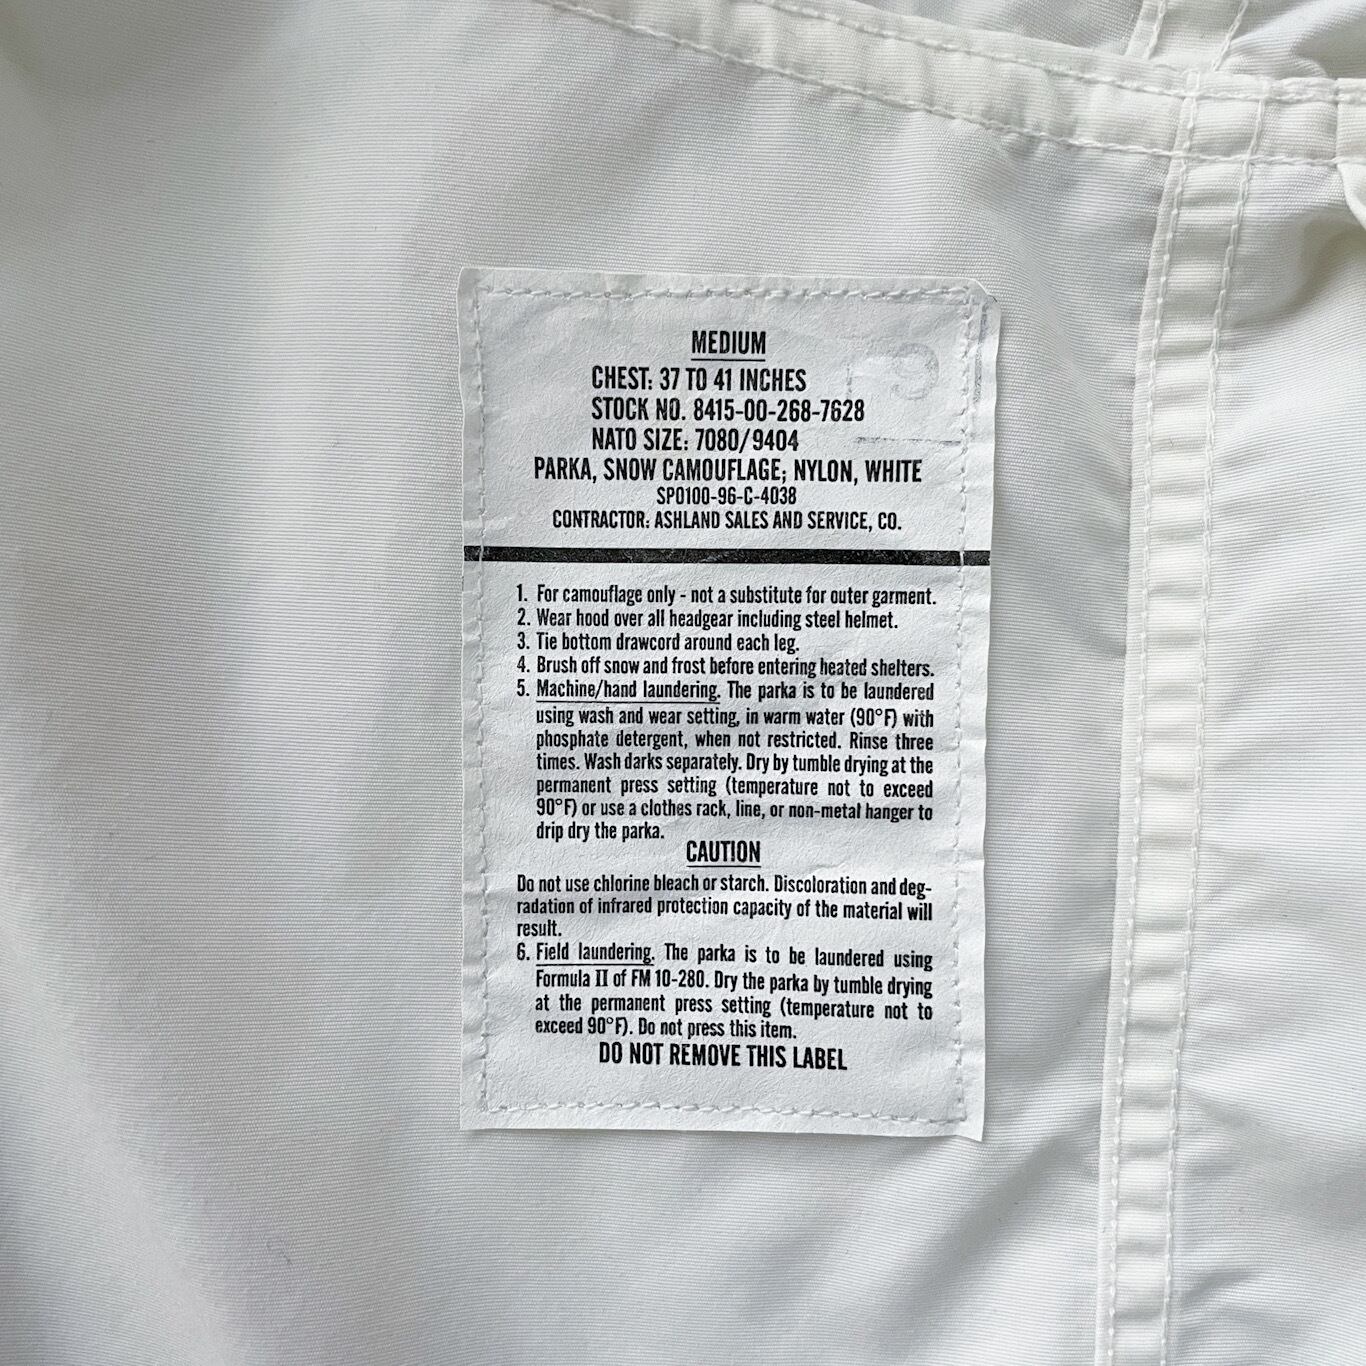 MEDIUM
CHEST: 37 TO 41 INCHES
STOCK NO. 8415-00-268-7628
NATO SIZE: 7080/9404
PARKA, SNOW CAMOUFLAGE; NYLON, WHITE
SPO100-96-C-4038
CONTRACTOR: ASHLAND SALES AND SERVICE, CO.
1. For camouflage only - not a substitute for outer garment.
2. Wear hood over all headgear including steel helmet.
3. Tie bottom drawcord around each leg.
4. Brush off snow and frost before entering heated shelters.
5. Machine/hand laundering. The parka is to be laundered
using wash and wear setting, in warm water (90°F) with
phosphate detergent, when not restricted. Rinse three
times. Wash darks separately. Dry by tumble drying at the
permanent press setting (temperature not to exceed
90°F) or use a clothes rack, line, or non-metal hanger to
drip dry the parka.
CAUTION
Do not use chlorine bleach or starch. Discoloration and deg-
radation of infrared protection capacity of the material will
result.
6. Field laundering. The parka is to be laundered using
Formula II of FM 10-280. Dry the parka by tumble drying
at the permanent press setting (temperature not to
exceed 90°F). Do not press this item.
DO NOT REMOVE THIS LABEL